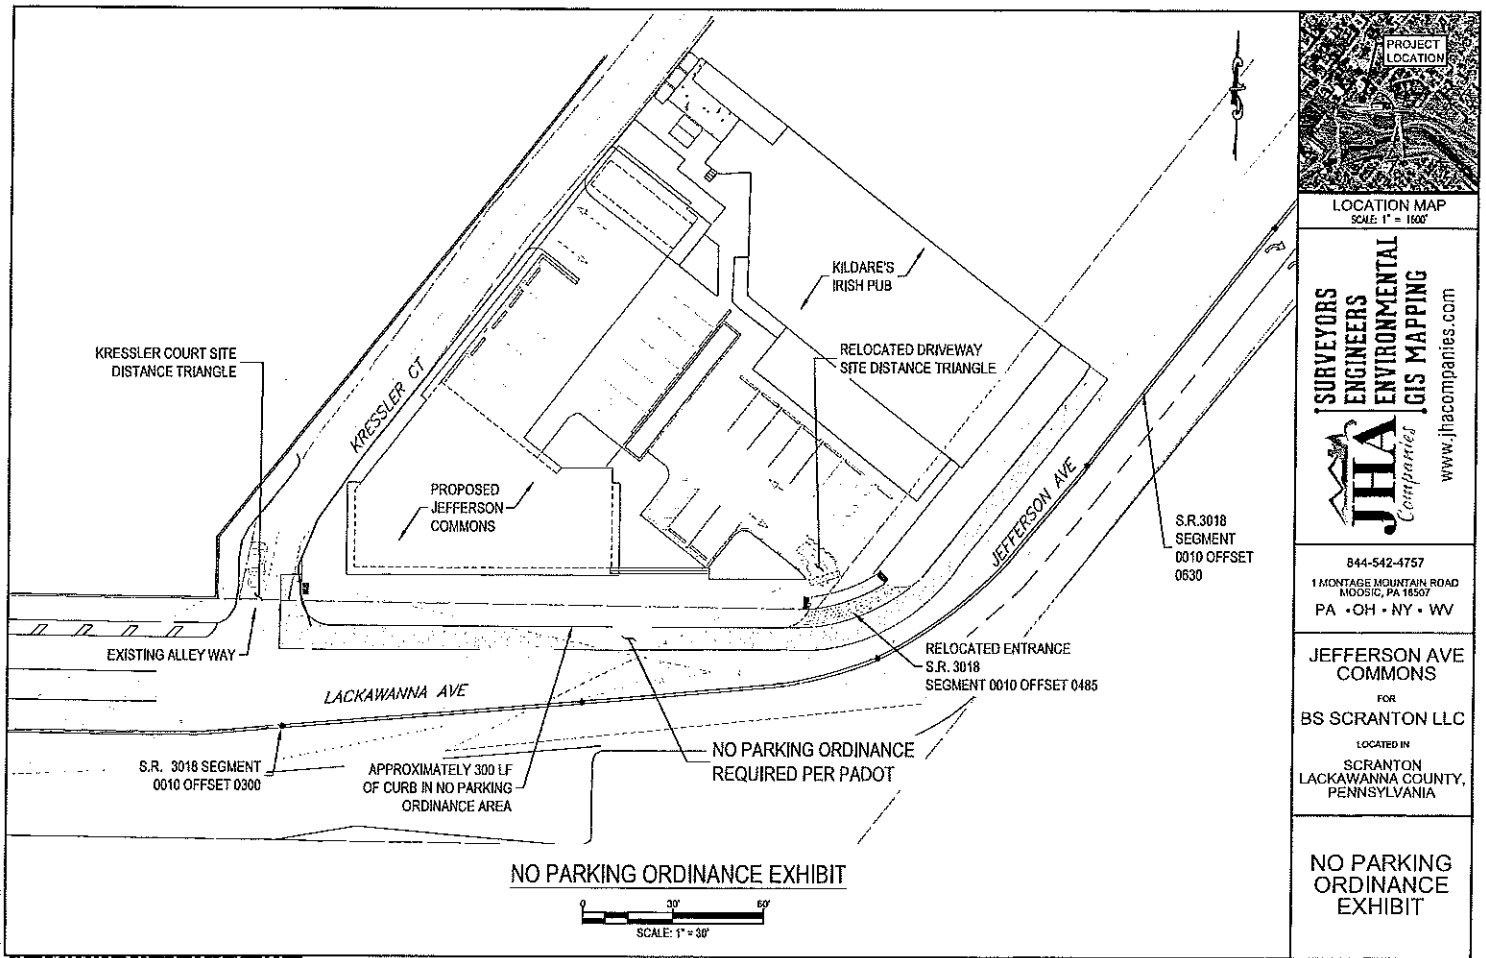 KILDARE'S
IRISH PUB
KRESSLER COURT SITE
DISTANCE TRIANGLE
RELOCATED DRIVEWAY
SITE DISTANCE TRIANGLE
KRESSLER CT
PROPOSED
JEFFERSON
COMMONS
JEFFERSON AVE
S.R.3018
SEGMENT
0010 OFFSET
0630
EXISTING ALLEY WAY
RELOCATED ENTRANCE
S.R. 3018
SEGMENT 0010 OFFSET 0485
LACKAWANNA AVE
S.R. 3018 SEGMENT
0010 OFFSET 0300
APPROXIMATELY 300 LF
OF CURB IN NO PARKING
ORDINANCE AREA
NO PARKING ORDINANCE
REQUIRED PER PADOT
NO PARKING ORDINANCE EXHIBIT
0 30' 60'
SCALE: 1" = 30'
PROJECT
LOCATION
LOCATION MAP
SCALE: 1" = 1600'
JHA
Companies
SURVEYORS
ENGINEERS
ENVIRONMENTAL
GIS MAPPING
www.jhacompanies.com
844-542-4757
1 MONTAGE MOUNTAIN ROAD
MOOSIC, PA 18507
PA • OH • NY • WV
JEFFERSON AVE
COMMONS
FOR
BS SCRANTON LLC
LOCATED IN
SCRANTON
LACKAWANNA COUNTY,
PENNSYLVANIA
NO PARKING
ORDINANCE
EXHIBIT